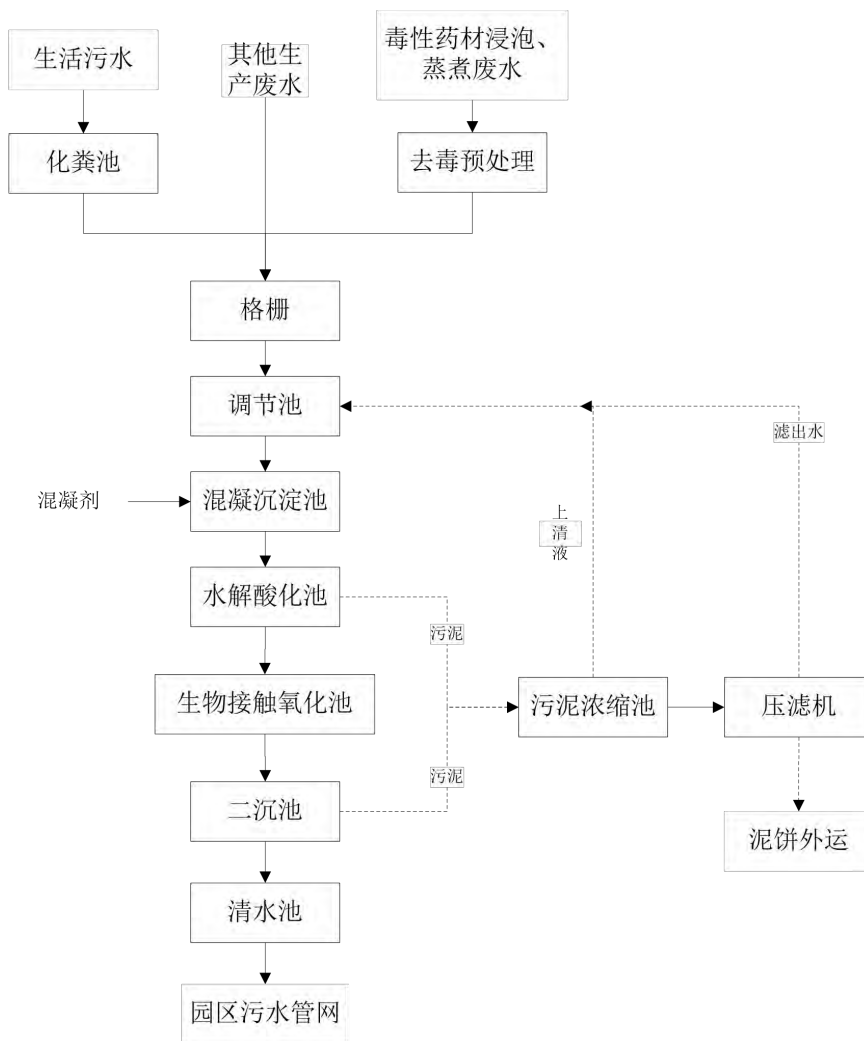 生活污水
其他生
产废水
毒性药材浸泡、
蒸煮废水
化粪池
去毒预处理
格栅
调节池
滤出水
混凝剂
混凝沉淀池
上
清
液
水解酸化池
污泥
生物接触氧化池
污泥浓缩池
压滤机
污泥
二沉池
泥饼外运
清水池
园区污水管网